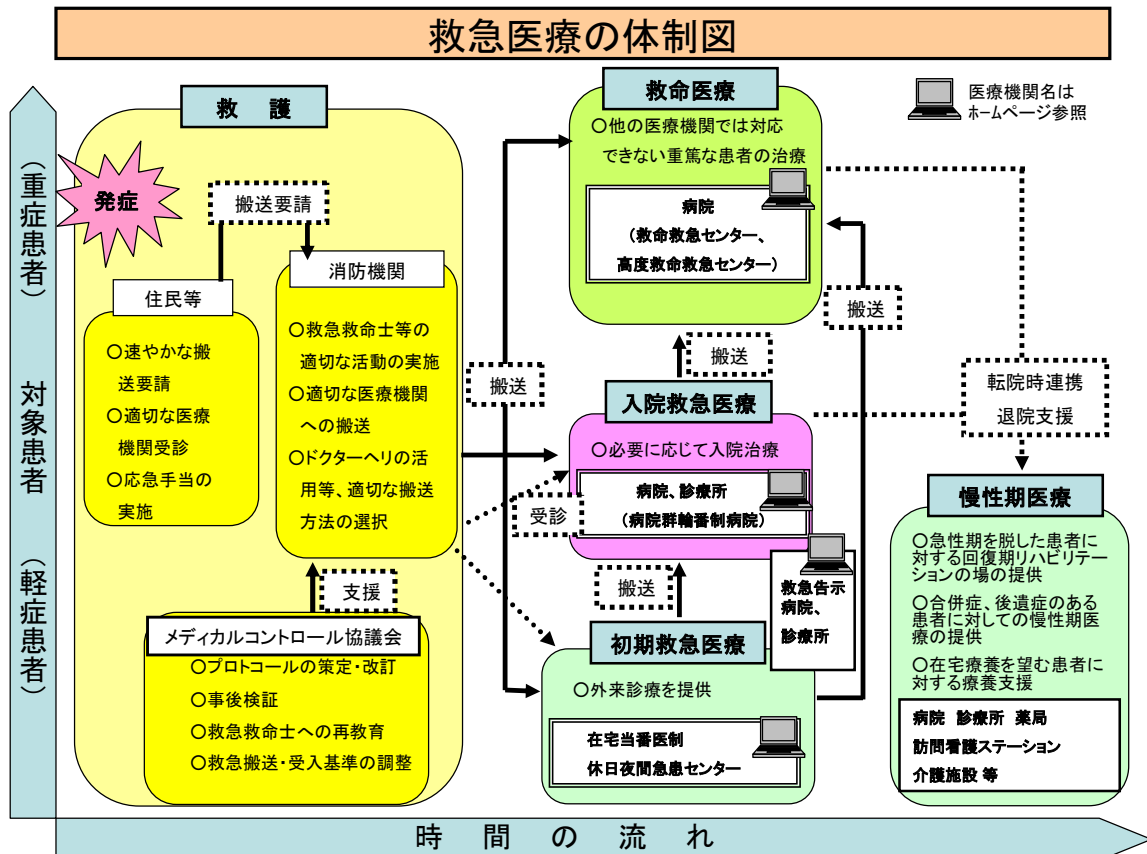 救急医療の体制図
医療機関名は
ホームページ参照
(重症患者)
対象患者
(軽症患者)
時間の流れ
救護
発症
搬送要請
住民等
○速やかな搬
送要請
○適切な医療
機関受診
○応急手当の
実施
消防機関
○救急救命士等の
適切な活動の実施
○適切な医療機関
への搬送
○ドクターヘリの活
用等、適切な搬送
方法の選択
支援
メディカルコントロール協議会
○プロトコールの策定・改訂
○事後検証
○救急救命士への再教育
○救急搬送・受入基準の調整
搬送
受診
救命医療
○他の医療機関では対応
できない重篤な患者の治療
病院
(救命救急センター、
高度救命救急センター)
搬送
入院救急医療
○必要に応じて入院治療
病院、診療所
(病院群輪番制病院)
搬送
救急告示
病院、
診療所
初期救急医療
○外来診療を提供
在宅当番医制
休日夜間急患センター
搬送
転院時連携
退院支援
慢性期医療
○急性期を脱した患者に
対する回復期リハビリテー
ションの場の提供
○合併症、後遺症のある
患者に対しての慢性期医
療の提供
○在宅療養を望む患者に
対する療養支援
病院 診療所 薬局
訪問看護ステーション
介護施設 等